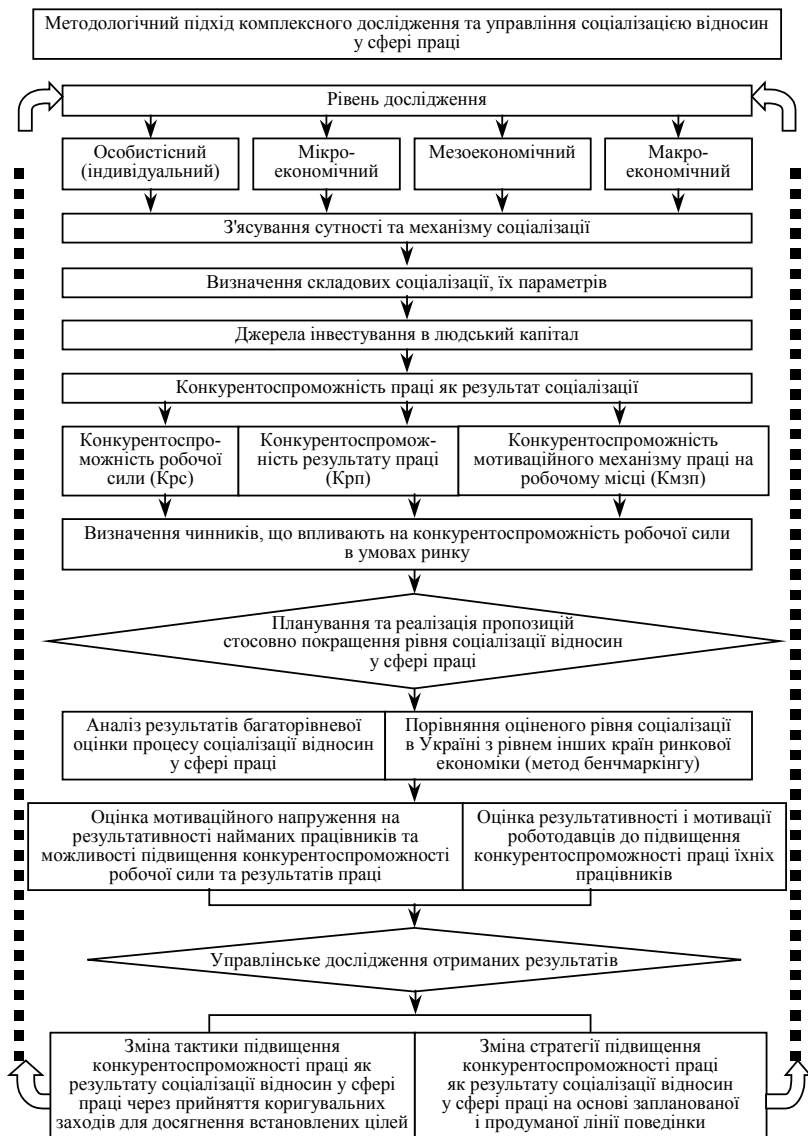 Методологічний підхід комплексного дослідження та управління соціалізацією відносин
у сфері праці
Рівень дослідження
Особистісний
(індивідуальний)
Мікро-
економічний
Мезоекономічний
Макро-
економічний
З'ясування сутності та механізму соціалізації
Визначення складових соціалізації, їх параметрів
Джерела інвестування в людський капітал
Конкурентоспроможність праці як результат соціалізації
Конкурентоспро-
можність робочої
сили (Крс)
Конкурентоспромож-
ність результату праці
(Крп)
Конкурентоспроможність
мотиваційного механізму праці на
робочому місці (Кмзп)
Визначення чинників, що впливають на конкурентоспроможність робочої сили
в умовах ринку
Планування та реалізація пропозицій
стосовно покращення рівня соціалізації відносин
у сфері праці
Аналіз результатів багаторівневої
оцінки процесу соціалізації відносин
у сфері праці
Порівняння оціненого рівня соціалізації
в Україні з рівнем інших країн ринкової
економіки (метод бенчмаркінгу)
Оцінка мотиваційного напруження на
результативності найманих працівників та
можливості підвищення конкурентоспроможності
робочої сили та результатів праці
Оцінка результативності і мотивації
роботодавців до підвищення
конкурентоспроможності праці їхніх
працівників
Управлінське дослідження отриманих результатів
Зміна тактики підвищення
конкурентоспроможності праці як
результату соціалізації відносин у сфері
праці через прийняття коригувальних
заходів для досягнення встановлених цілей
Зміна стратегії підвищення
конкурентоспроможності праці
як результату соціалізації відносин
у сфері праці на основі запланованої
і продуманої лінії поведінки